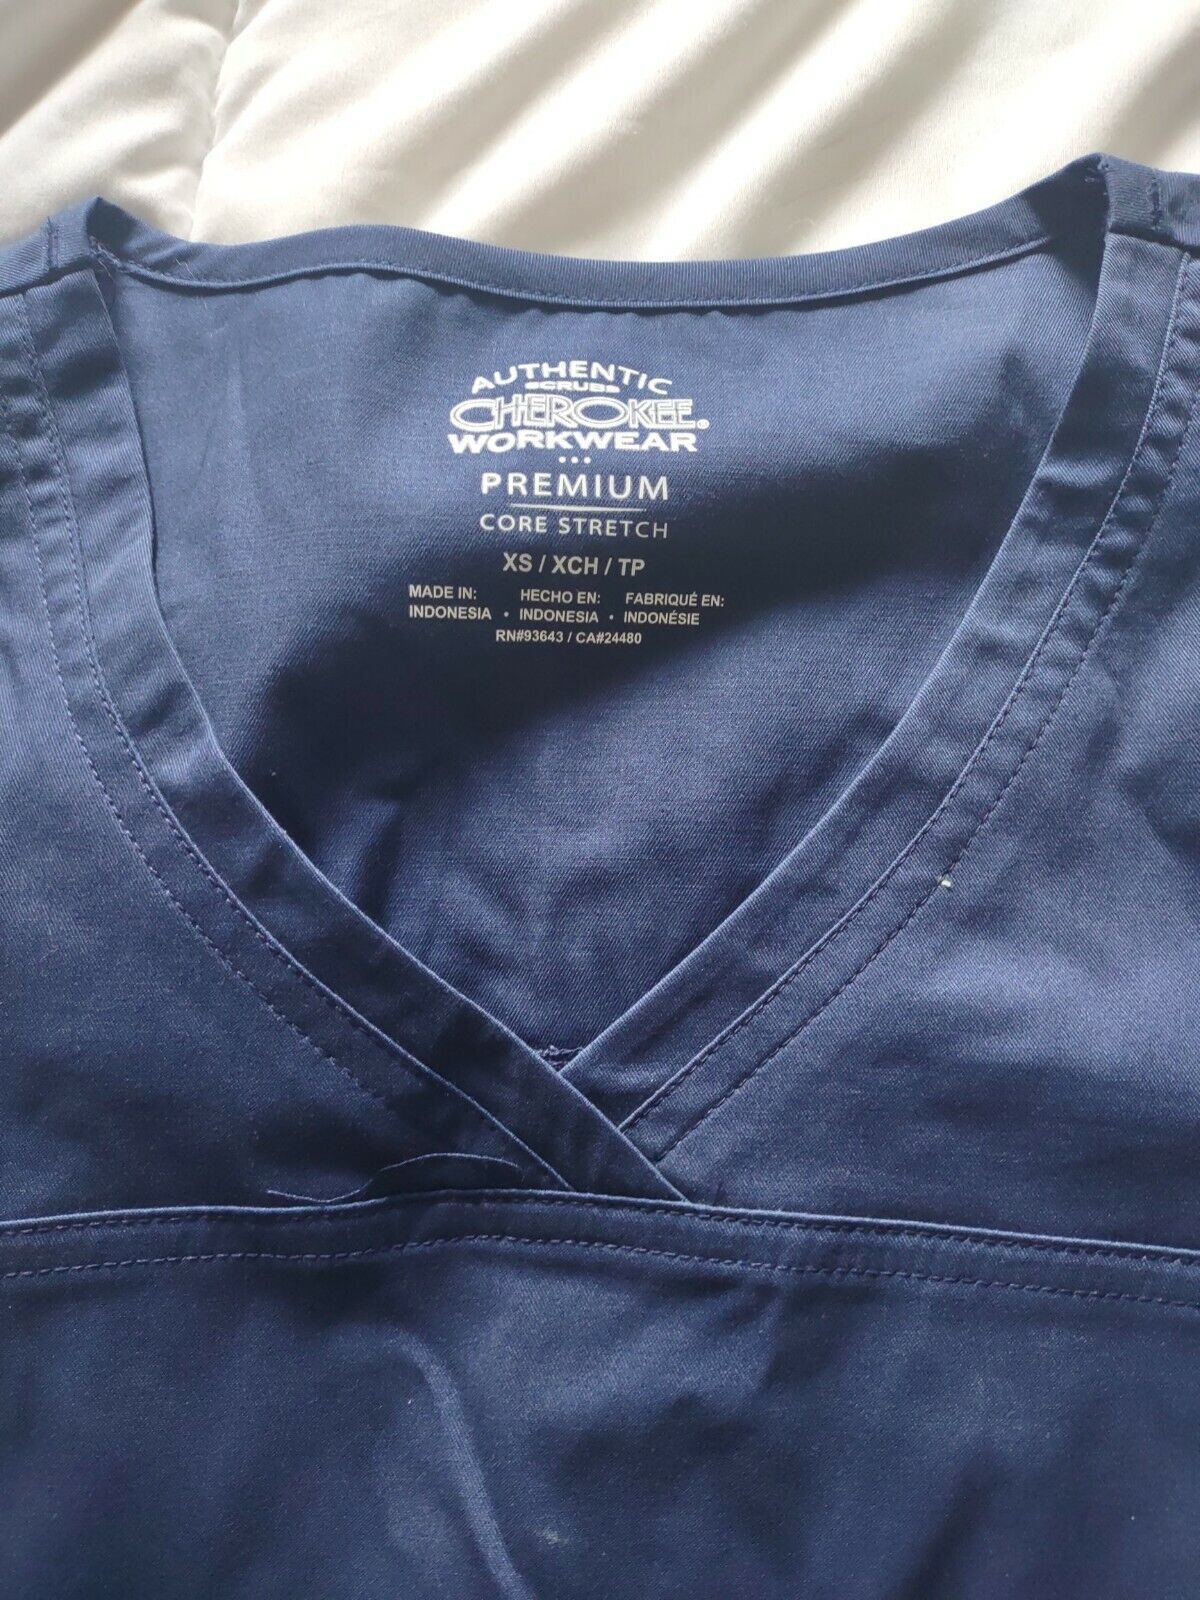 AUTHENTIC
SCRUBS
CHEROKEE®
WORKWEAR
•••
PREMIUM
CORE STRETCH
XS / XCH / TP
MADE IN: HECHO EN: FABRIQUÉ EN:
INDONESIA • INDONESIA • INDONÉSIE
RN#93643 / CA#24480